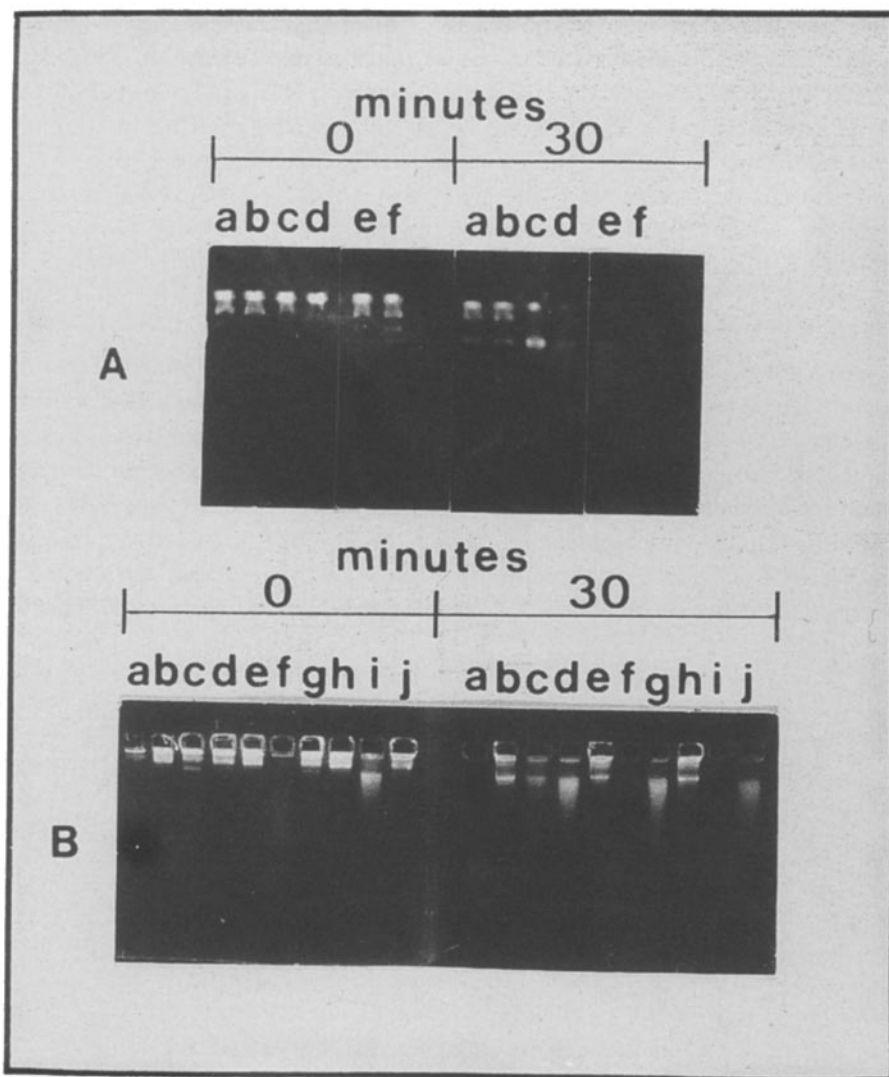 minutes
0 30
abcd ef abcd ef
A
minutes
0 30
abcdefghij abcdefghij
B